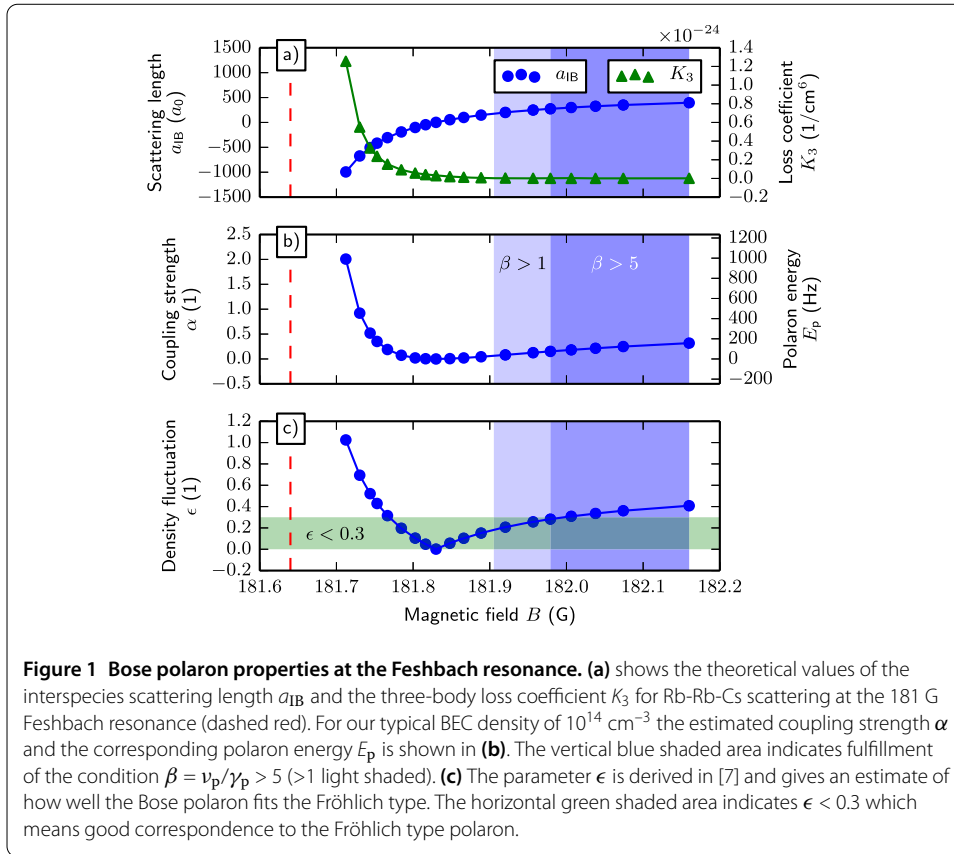 ×10⁻²⁴
1500
1000
500
0
−500
−1000
−1500
Scattering length
a_IB (a₀)
a)
a_IB
K₃
1.4
1.2
1.0
0.8
0.6
0.4
0.2
0.0
−0.2
Loss coefficient
K₃ (1/cm⁶)
2.5
2.0
1.5
1.0
0.5
0.0
−0.5
Coupling strength
α (1)
b)
β > 1
β > 5
1200
1000
800
600
400
200
0
−200
Polaron energy
E_p (Hz)
1.2
1.0
0.8
0.6
0.4
0.2
0.0
−0.2
Density fluctuation
ϵ (1)
c)
ϵ < 0.3
181.6 181.7 181.8 181.9 182.0 182.1 182.2
Magnetic field B (G)
Figure 1 Bose polaron properties at the Feshbach resonance. (a) shows the theoretical values of the
interspecies scattering length a_IB and the three-body loss coefficient K₃ for Rb-Rb-Cs scattering at the 181 G
Feshbach resonance (dashed red). For our typical BEC density of 10¹⁴ cm⁻³ the estimated coupling strength α
and the corresponding polaron energy E_p is shown in (b). The vertical blue shaded area indicates fulfillment
of the condition β = ν_p/γ_p > 5 (>1 light shaded). (c) The parameter ϵ is derived in [7] and gives an estimate of
how well the Bose polaron fits the Fröhlich type. The horizontal green shaded area indicates ϵ < 0.3 which
means good correspondence to the Fröhlich type polaron.